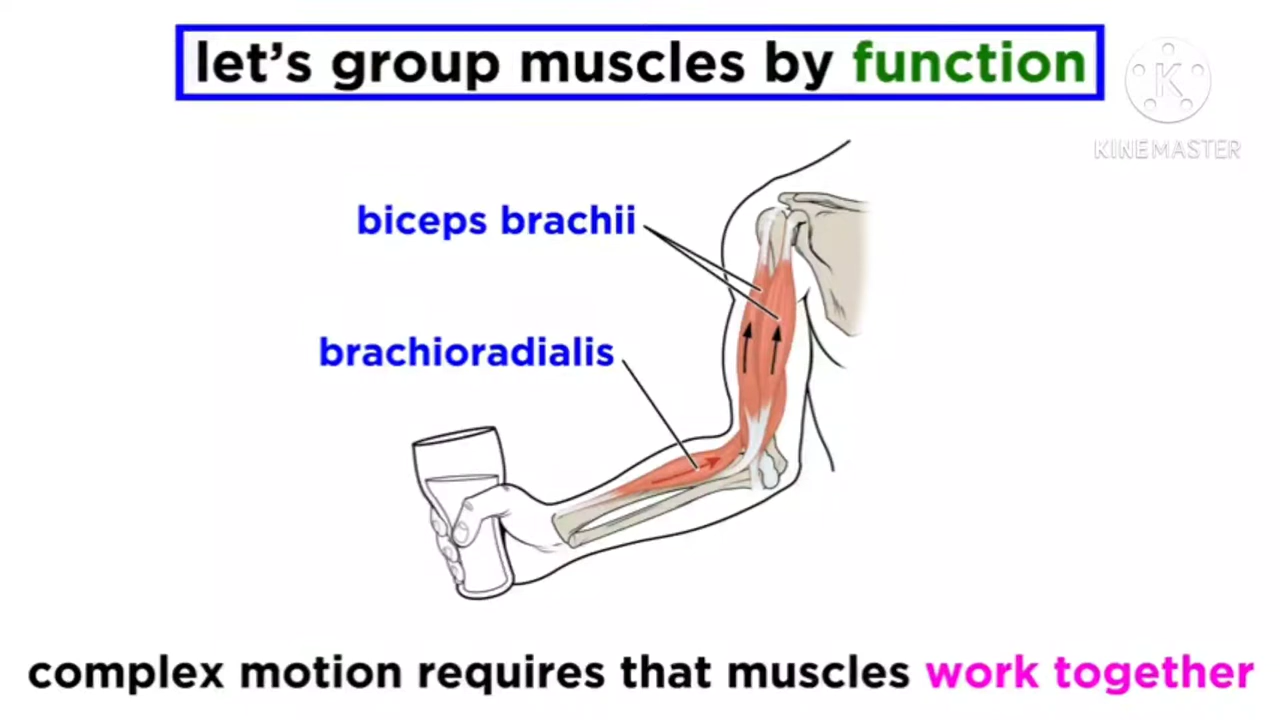 let's group muscles by function
K
KINEMASTER
biceps brachii
brachioradialis
complex motion requires that muscles work together